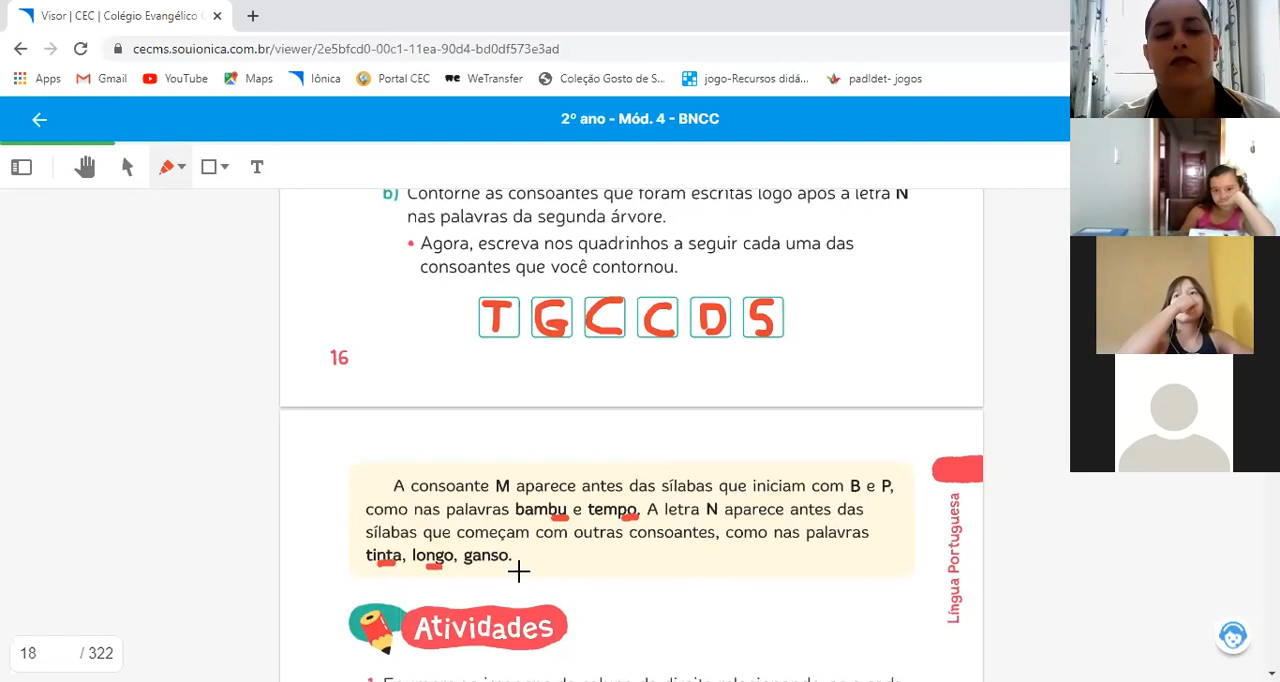 Visor | CEC | Colégio Evangélico
cecms.souionica.com.br/viewer/2e5bfcd0-00c1-11ea-90d4-bd0df573e3ad
Apps Gmail YouTube Maps Iônica Portal CEC WeTransfer Coleção Gosto de S... jogo-Recursos didá... padldet- jogos
2º ano - Mód. 4 - BNCC
T
b) Contorne as consoantes que foram escritas logo após a letra N
nas palavras da segunda árvore.
• Agora, escreva nos quadrinhos a seguir cada uma das
consoantes que você contornou.
T G C C D S
16
A consoante M aparece antes das sílabas que iniciam com B e P,
como nas palavras bambu e tempo. A letra N aparece antes das
sílabas que começam com outras consoantes, como nas palavras
tinta, longo, ganso.
Língua Portuguesa
Atividades
18 / 322